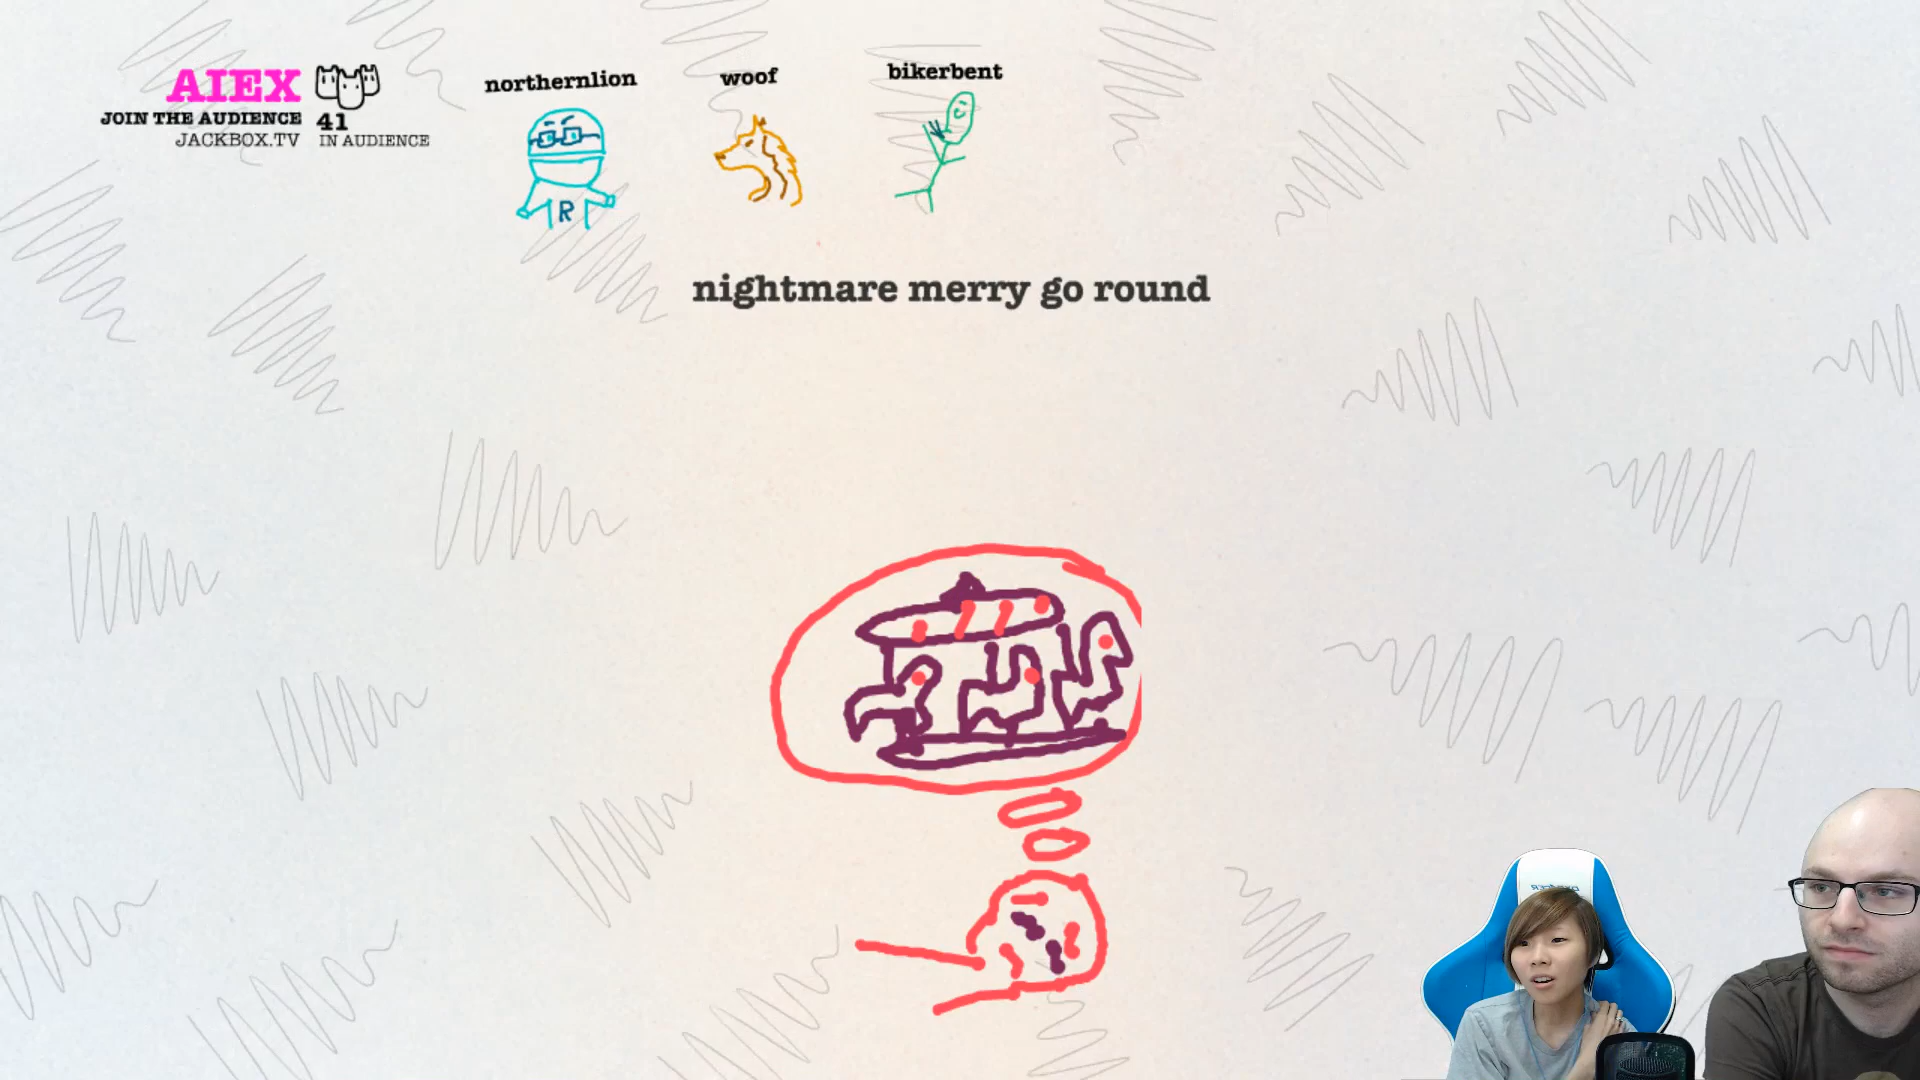 AIEX
JOIN THE AUDIENCE
JACKBOX.TV
41
IN AUDIENCE
northernlion
woof
bikerbent
R
nightmare merry go round